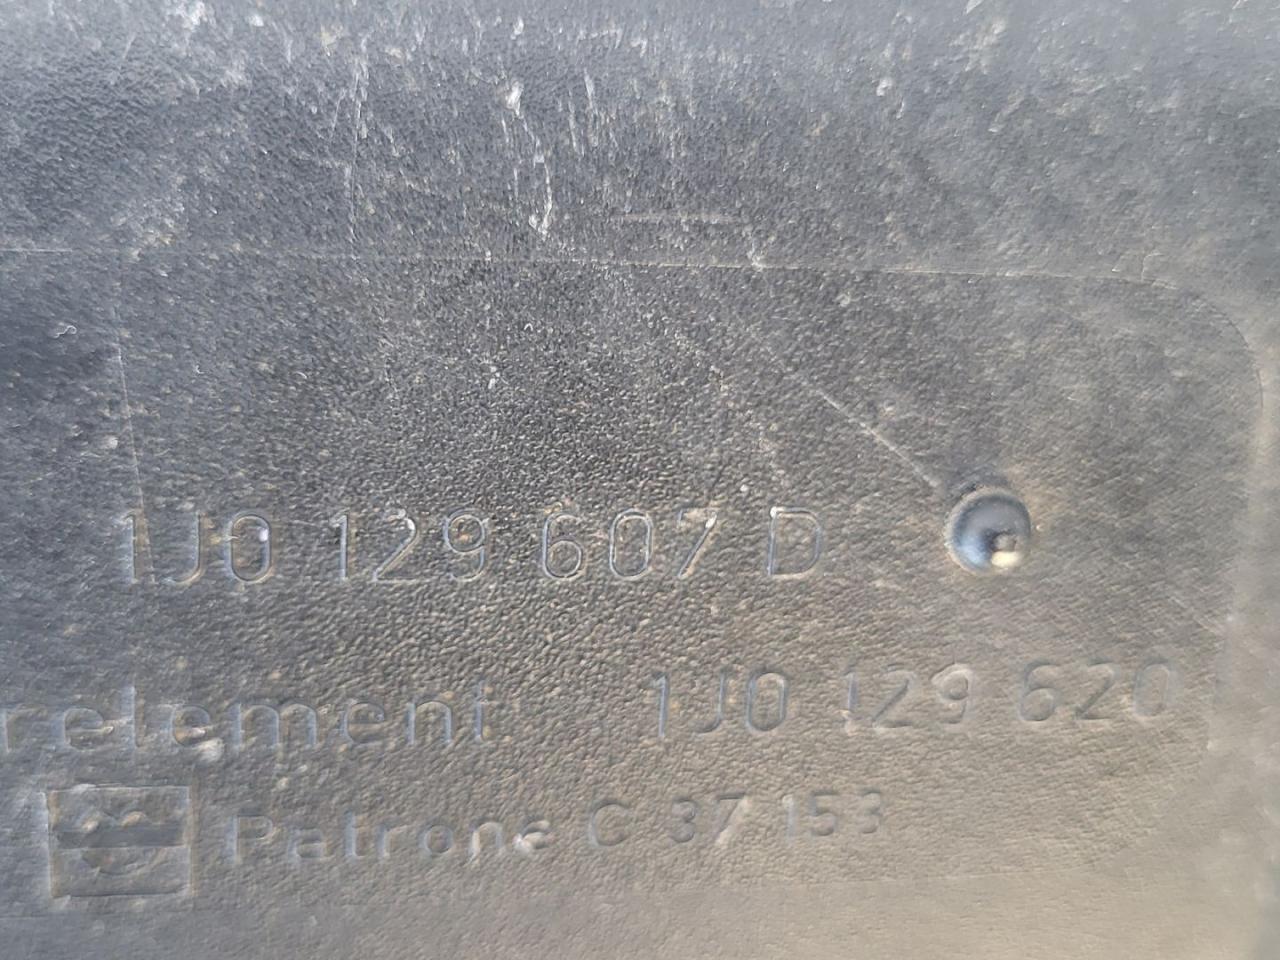 1J0 129 607 D
relement 1J0 129 620
Patrone C 37 153